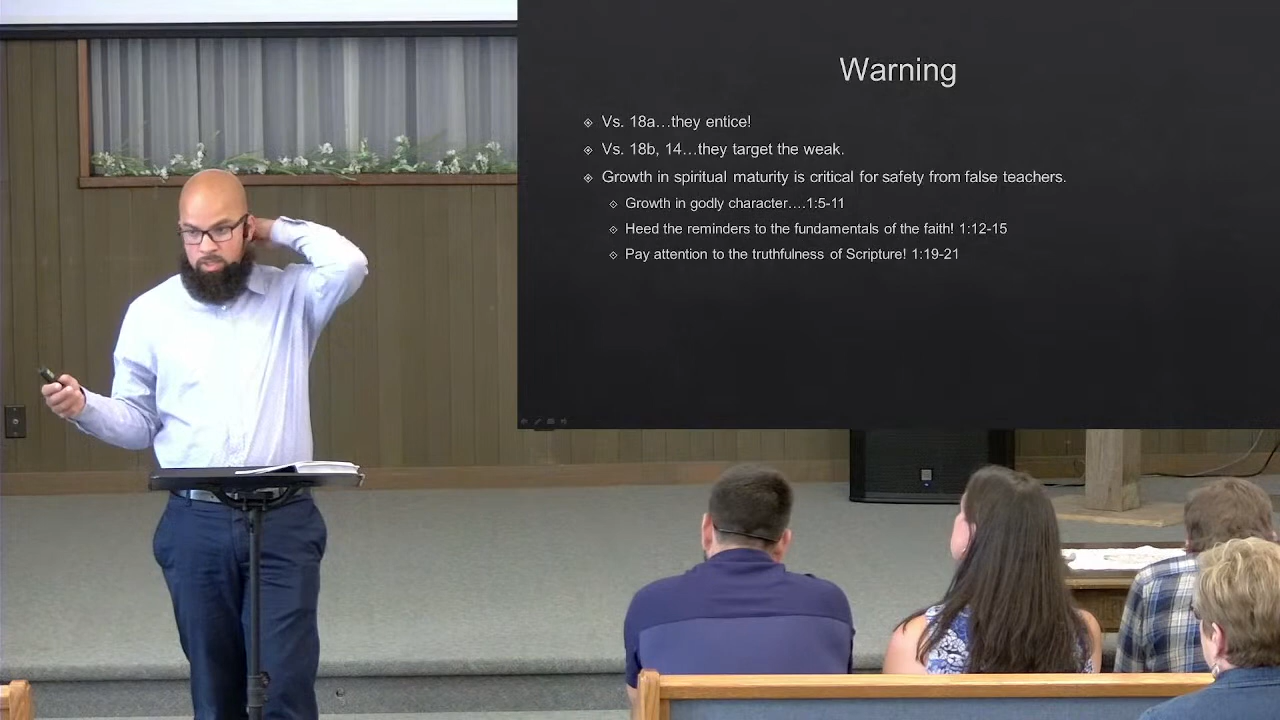 Warning
Vs. 18a…they entice!
Vs. 18b, 14…they target the weak.
Growth in spiritual maturity is critical for safety from false teachers.
Growth in godly character….1:5-11
Heed the reminders to the fundamentals of the faith! 1:12-15
Pay attention to the truthfulness of Scripture! 1:19-21